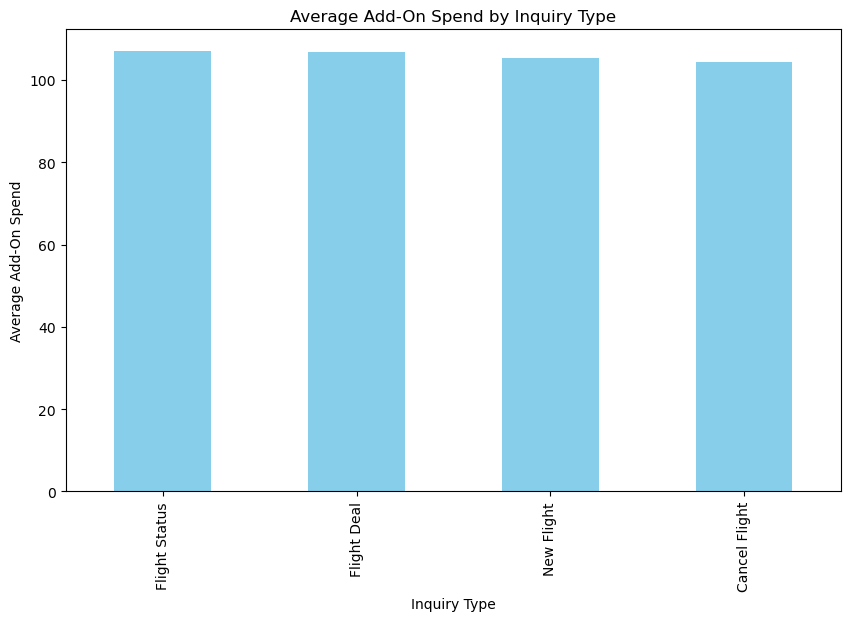 Average Add-On Spend by Inquiry Type
Average Add-On Spend
100
80
60
40
20
0
Flight Status
Flight Deal
New Flight
Cancel Flight
Inquiry Type